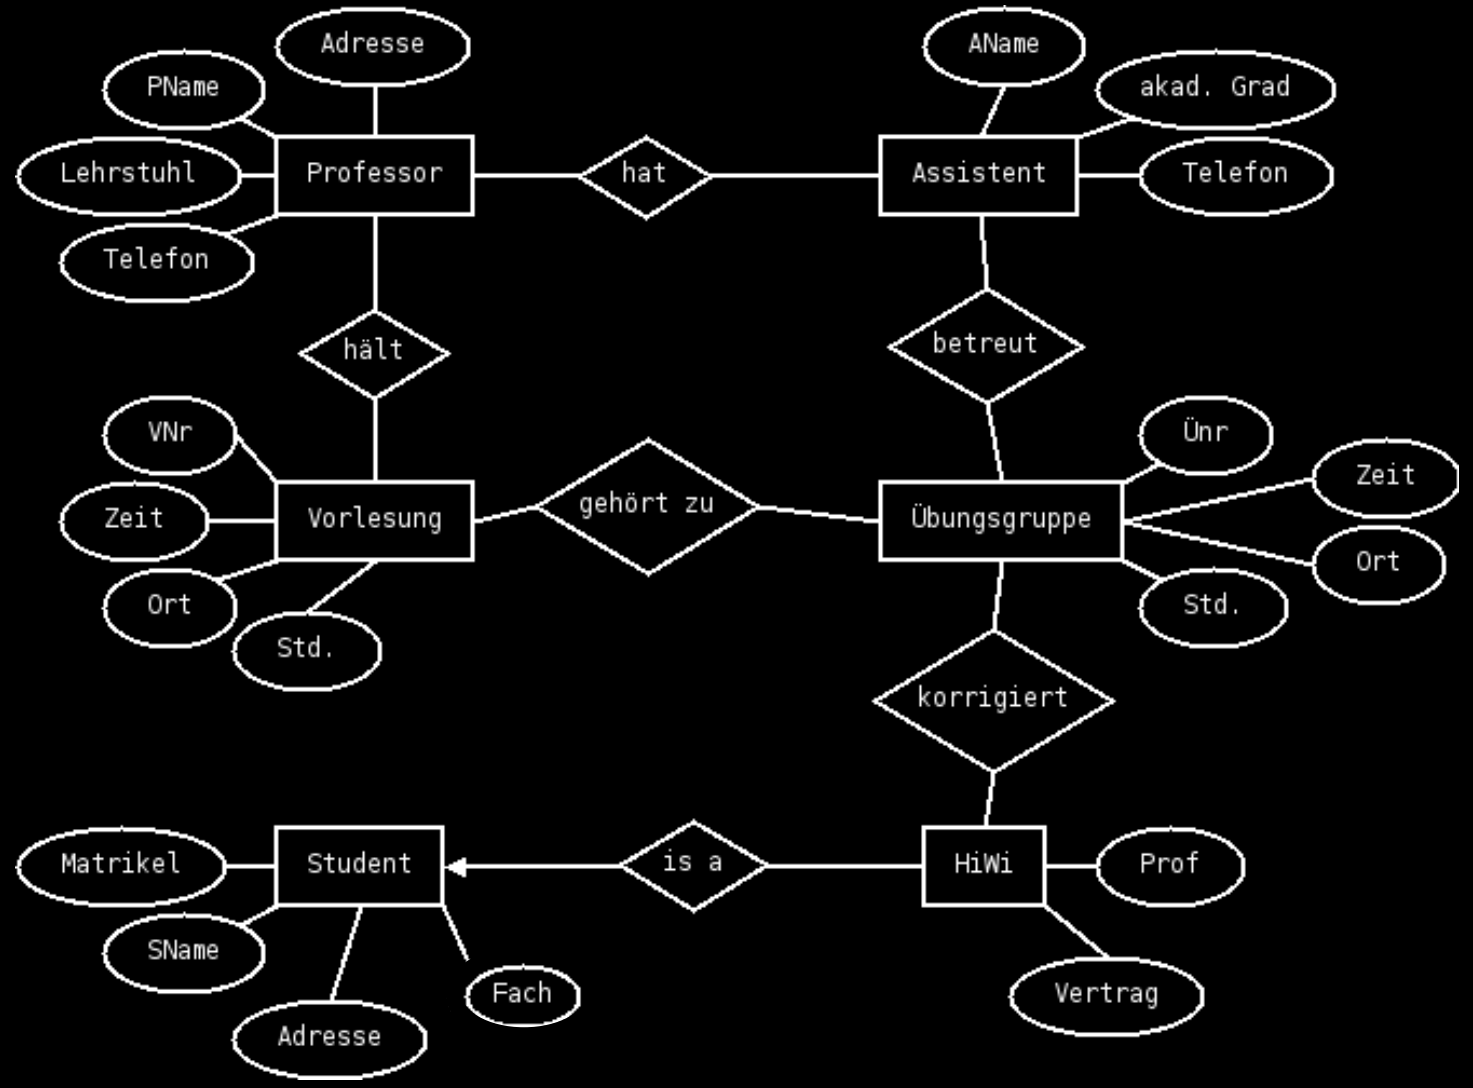 Adresse
AName
PName
akad. Grad
Lehrstuhl
Professor
hat
Assistent
Telefon
Telefon
hält
betreut
VNr
Ünr
Zeit
Zeit
Vorlesung
gehört zu
Übungsgruppe
Ort
Ort
Std.
Std.
korrigiert
Matrikel
Student
is a
HiWi
Prof
SName
Fach
Vertrag
Adresse